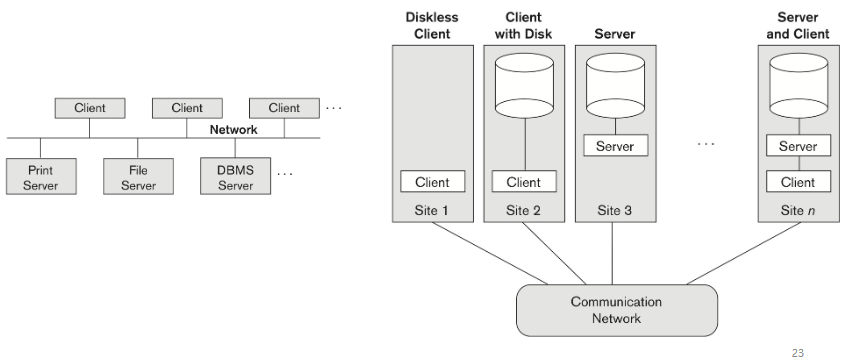 Client
Client
Client
. . .
Network
Print
Server
File
Server
DBMS
Server
. . .
Diskless
Client
Client
with Disk
Server
Server
and Client
Client
Site 1
Client
Site 2
Server
Site 3
. . .
Server
Client
Site n
Communication
Network
23